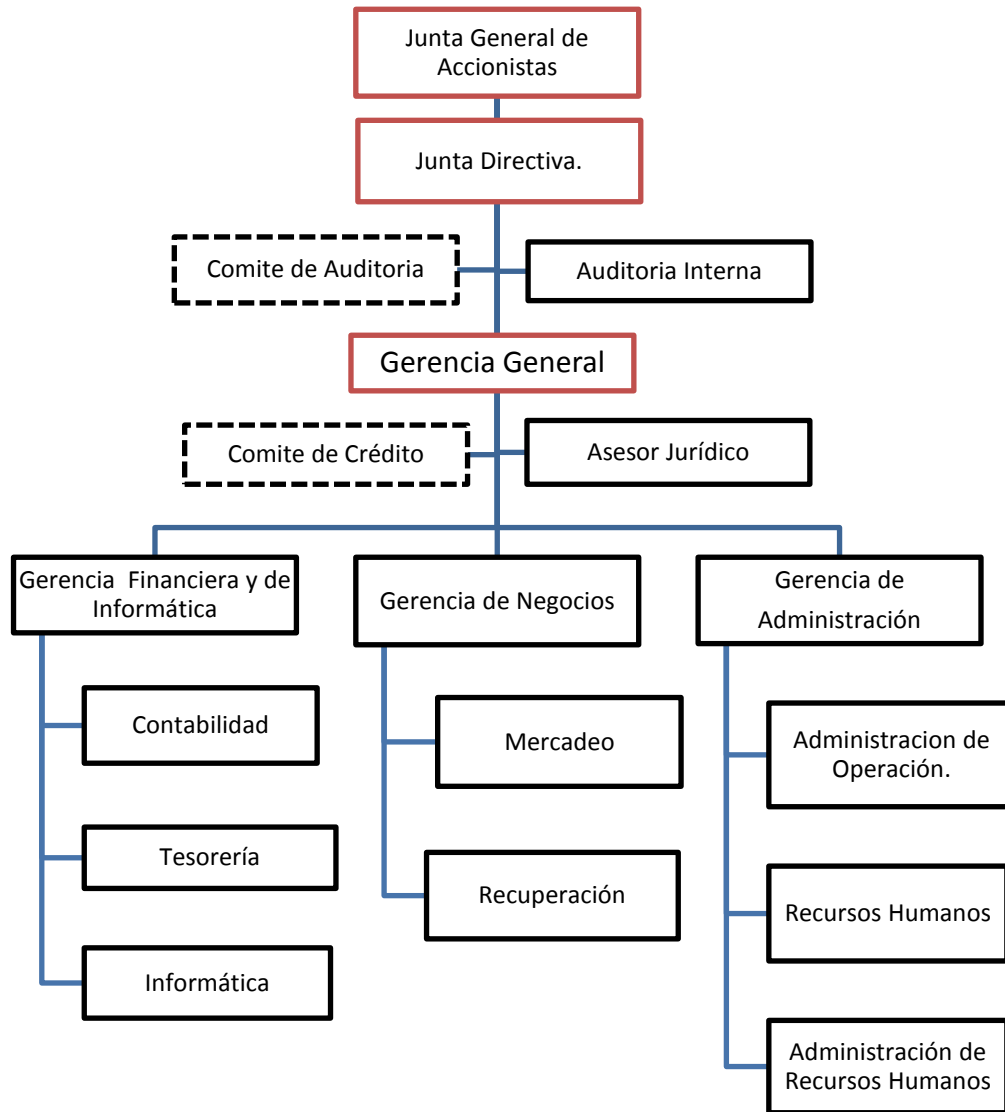 Junta General de
Accionistas
Junta Directiva.
Comite de Auditoria
Auditoria Interna
Gerencia General
Comite de Crédito
Asesor Jurídico
Gerencia Financiera y de
Informática
Gerencia de Negocios
Gerencia de
Administración
Contabilidad
Tesorería
Informática
Mercadeo
Recuperación
Administracion de
Operación.
Recursos Humanos
Administración de
Recursos Humanos